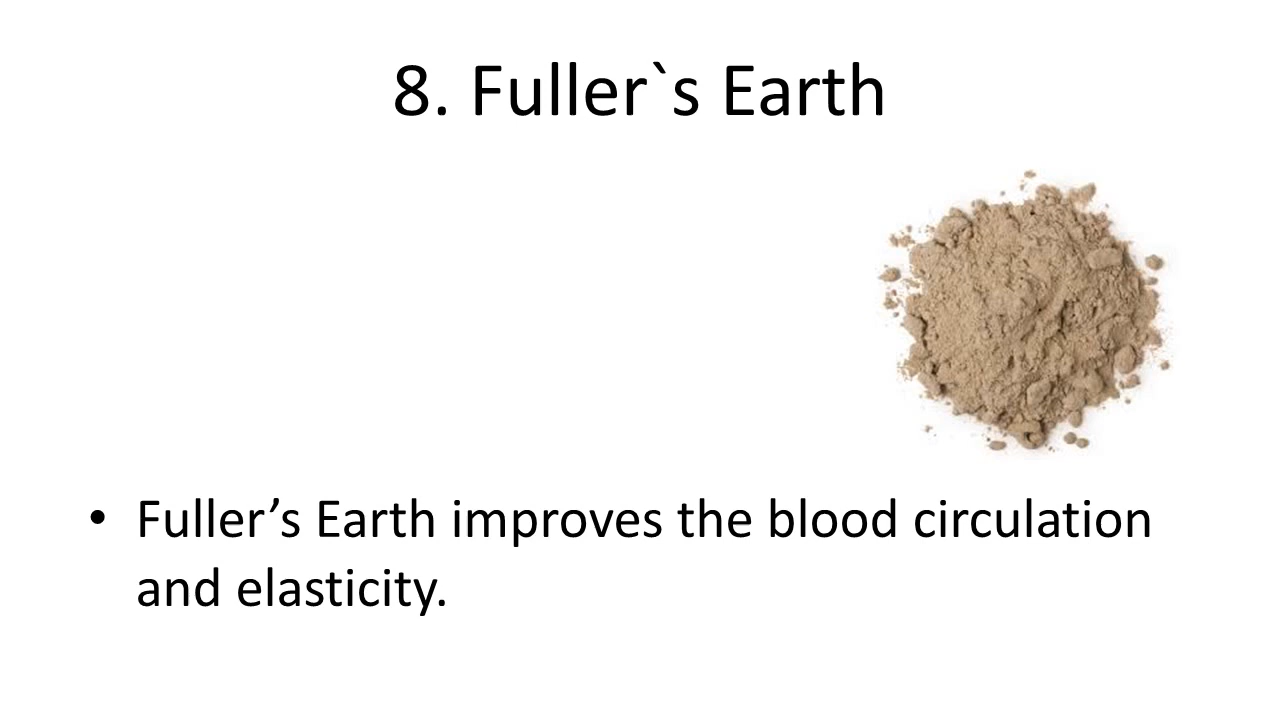 8. Fuller`s Earth
• Fuller’s Earth improves the blood circulation
and elasticity.